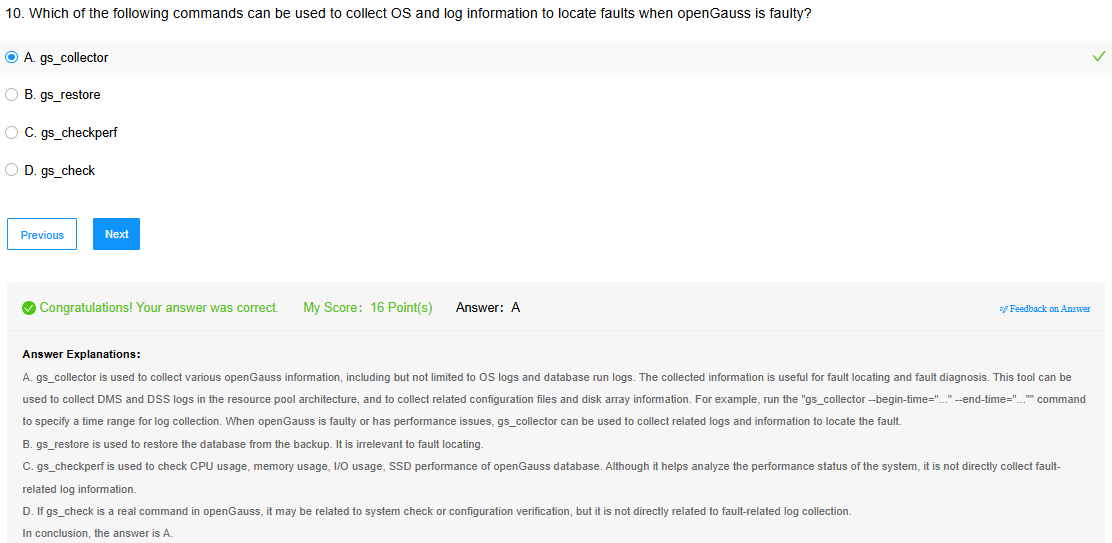 10. Which of the following commands can be used to collect OS and log information to locate faults when openGauss is faulty?
A. gs_collector
B. gs_restore
C. gs_checkperf
D. gs_check
Previous
Next
Congratulations! Your answer was correct. My Score: 16 Point(s) Answer: A
Feedback on Answer
Answer Explanations:
A. gs_collector is used to collect various openGauss information, including but not limited to OS logs and database run logs. The collected information is useful for fault locating and fault diagnosis. This tool can be
used to collect DMS and DSS logs in the resource pool architecture, and to collect related configuration files and disk array information. For example, run the "gs_collector --begin-time="..." --end-time="..."" command
to specify a time range for log collection. When openGauss is faulty or has performance issues, gs_collector can be used to collect related logs and information to locate the fault.
B. gs_restore is used to restore the database from the backup. It is irrelevant to fault locating.
C. gs_checkperf is used to check CPU usage, memory usage, I/O usage, SSD performance of openGauss database. Although it helps analyze the performance status of the system, it is not directly collect fault-
related log information.
D. If gs_check is a real command in openGauss, it may be related to system check or configuration verification, but it is not directly related to fault-related log collection.
In conclusion, the answer is A.